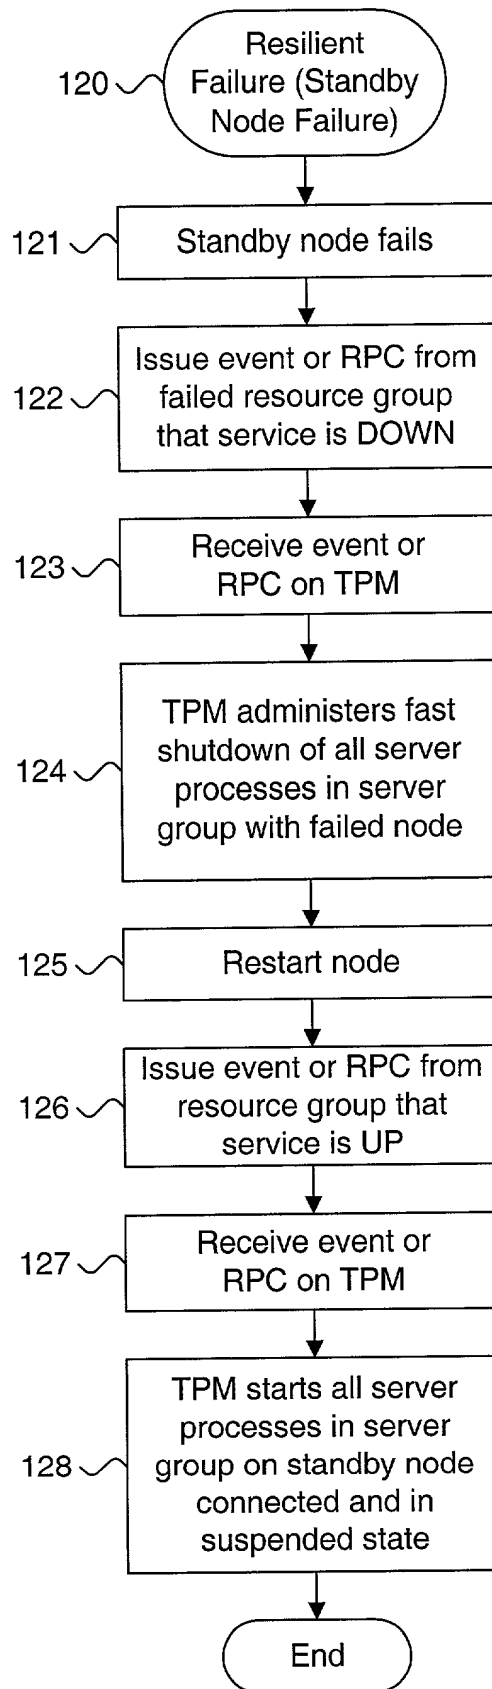 Resilient
120
Failure (Standby
Node Failure)
121
Standby node fails
Issue event or RPC from
122
failed resource group
that service is DOWN
Receive event or
123
RPC on TPM
TPM administers fast
shutdown of all server
124
processes in server
group with failed node
125
Restart node
Issue event or RPC from
126
resource group that
service is UP
Receive event or
127
RPC on TPM
TPM starts all server
processes in server
128
group on standby node
connected and in
suspended state
End